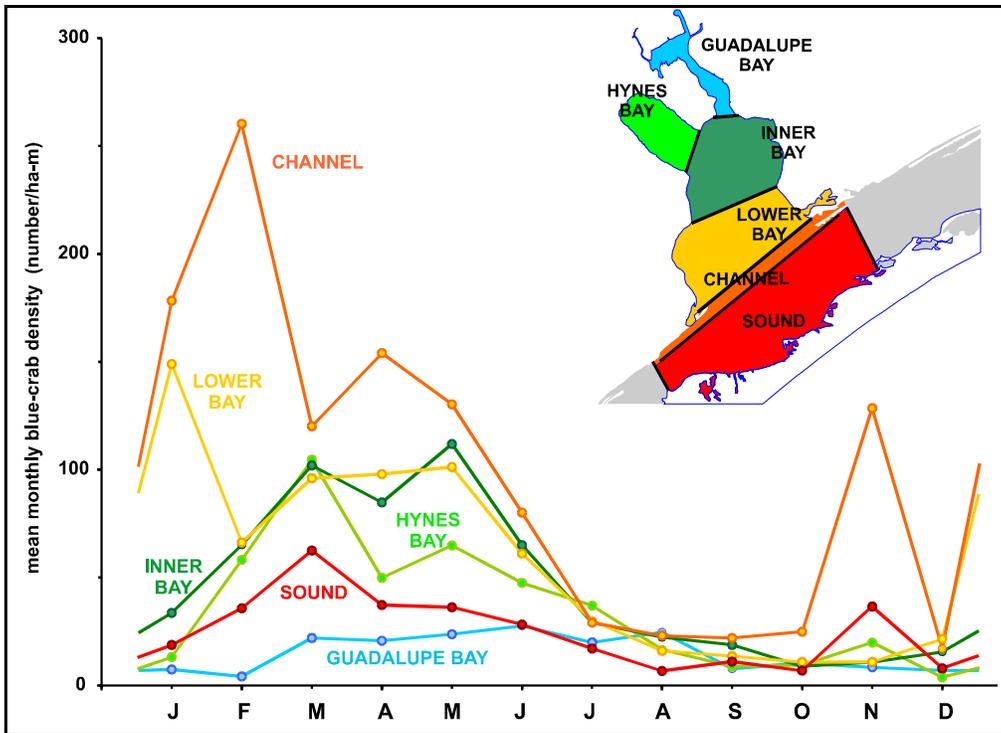 mean monthly blue-crab density (number/ha-m)
300
200
100
0
CHANNEL
LOWER
BAY
INNER
BAY
HYNES
BAY
SOUND
GUADALUPE BAY
GUADALUPE
BAY
HYNES
BAY
INNER
BAY
LOWER
BAY
CHANNEL
SOUND
J F M A M J J A S O N D